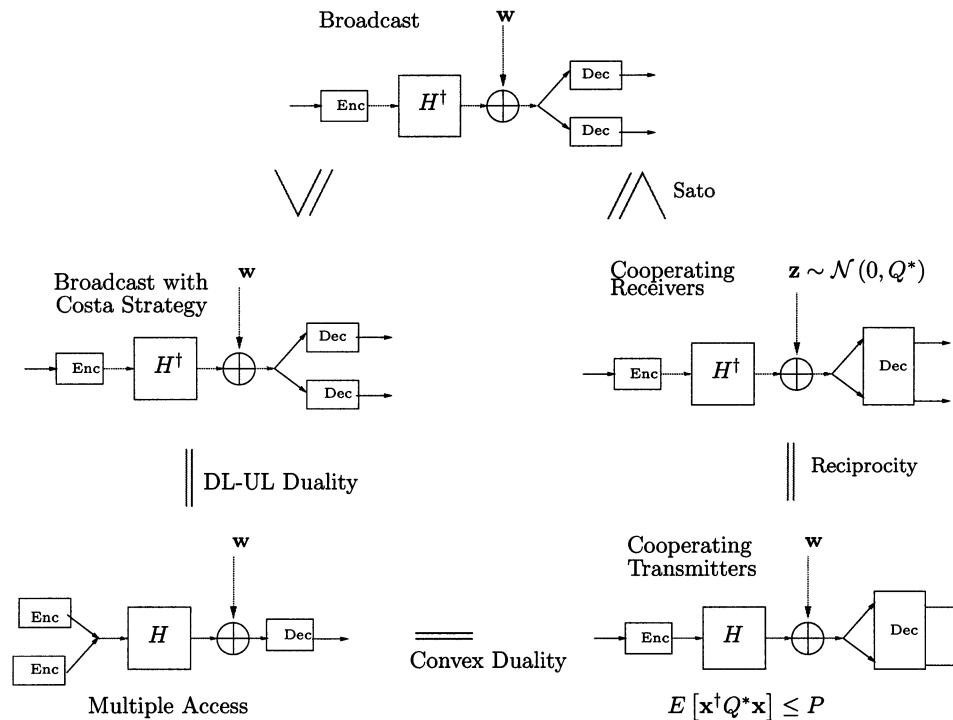 Broadcast
w
Enc
H†
Dec
Dec
Sato
Broadcast with
Costa Strategy
w
Enc
H†
Dec
Dec
Cooperating
Receivers
z ∼ N (0, Q*)
Enc
H†
Dec
DL-UL Duality
Reciprocity
w
Enc
Enc
H
Dec
Multiple Access
Convex Duality
Cooperating
Transmitters
w
Enc
H
Dec
E [x†Q*x] ≤ P